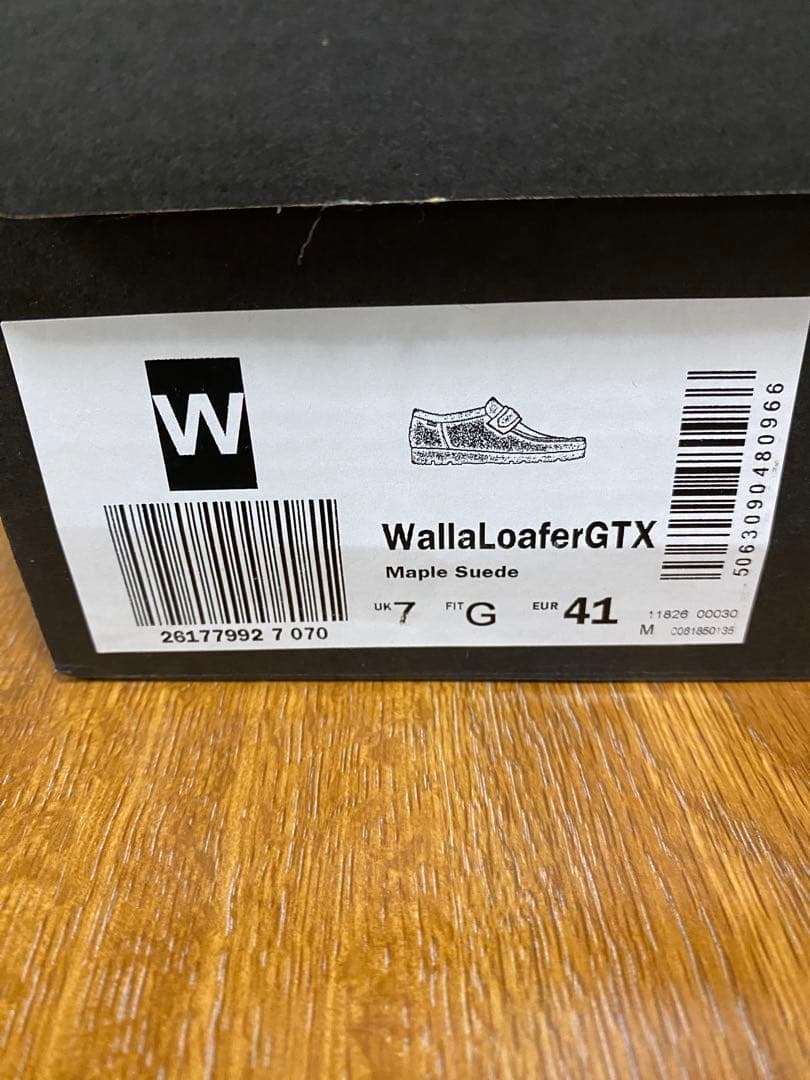 W
WallaLoaferGTX
Maple Suede
UK 7 FIT G EUR 41
26177992 7 070
11826 00030
M 0081850135
5063090480966